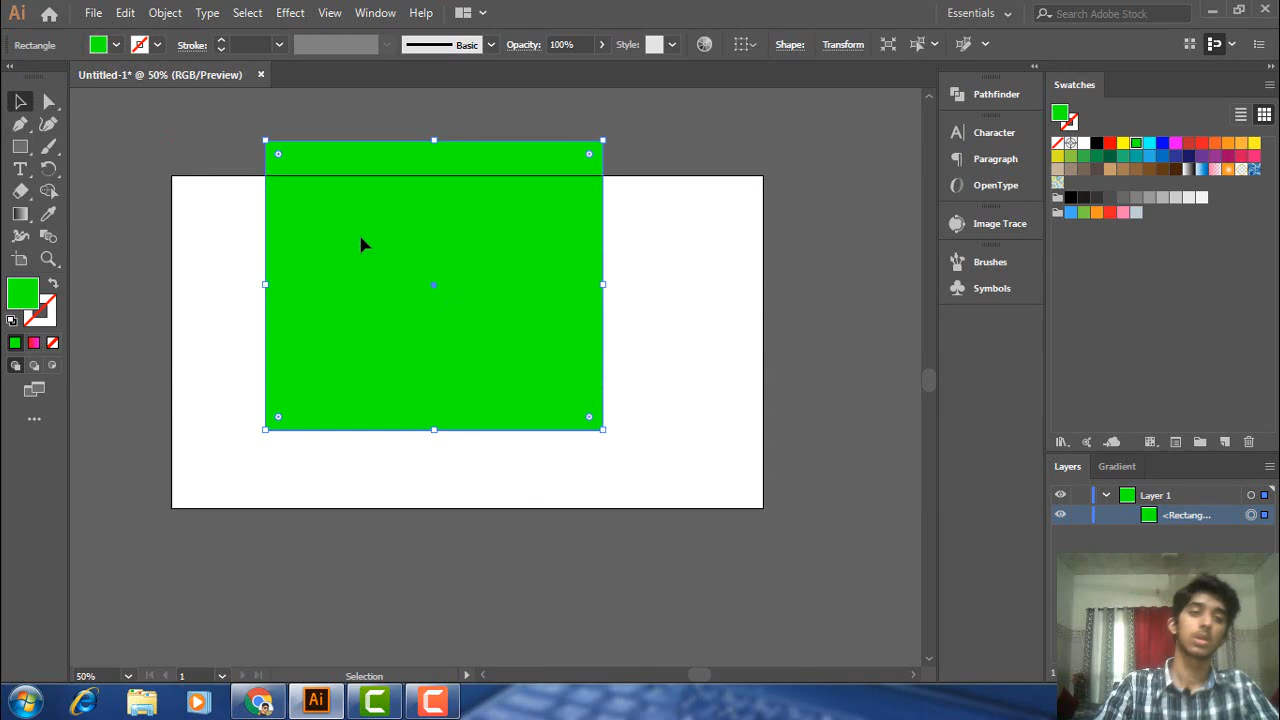 Ai File Edit Object Type Select Effect View Window Help Essentials Search Adobe Stock
Rectangle Stroke: Basic Opacity: 100% Style: Shape: Transform
Untitled-1* @ 50% (RGB/Preview)
Pathfinder
Character
Paragraph
OpenType
Image Trace
Brushes
Symbols
Swatches
Layers Gradient
Layer 1
<Rectang...
50% 1 Selection
1
Ai